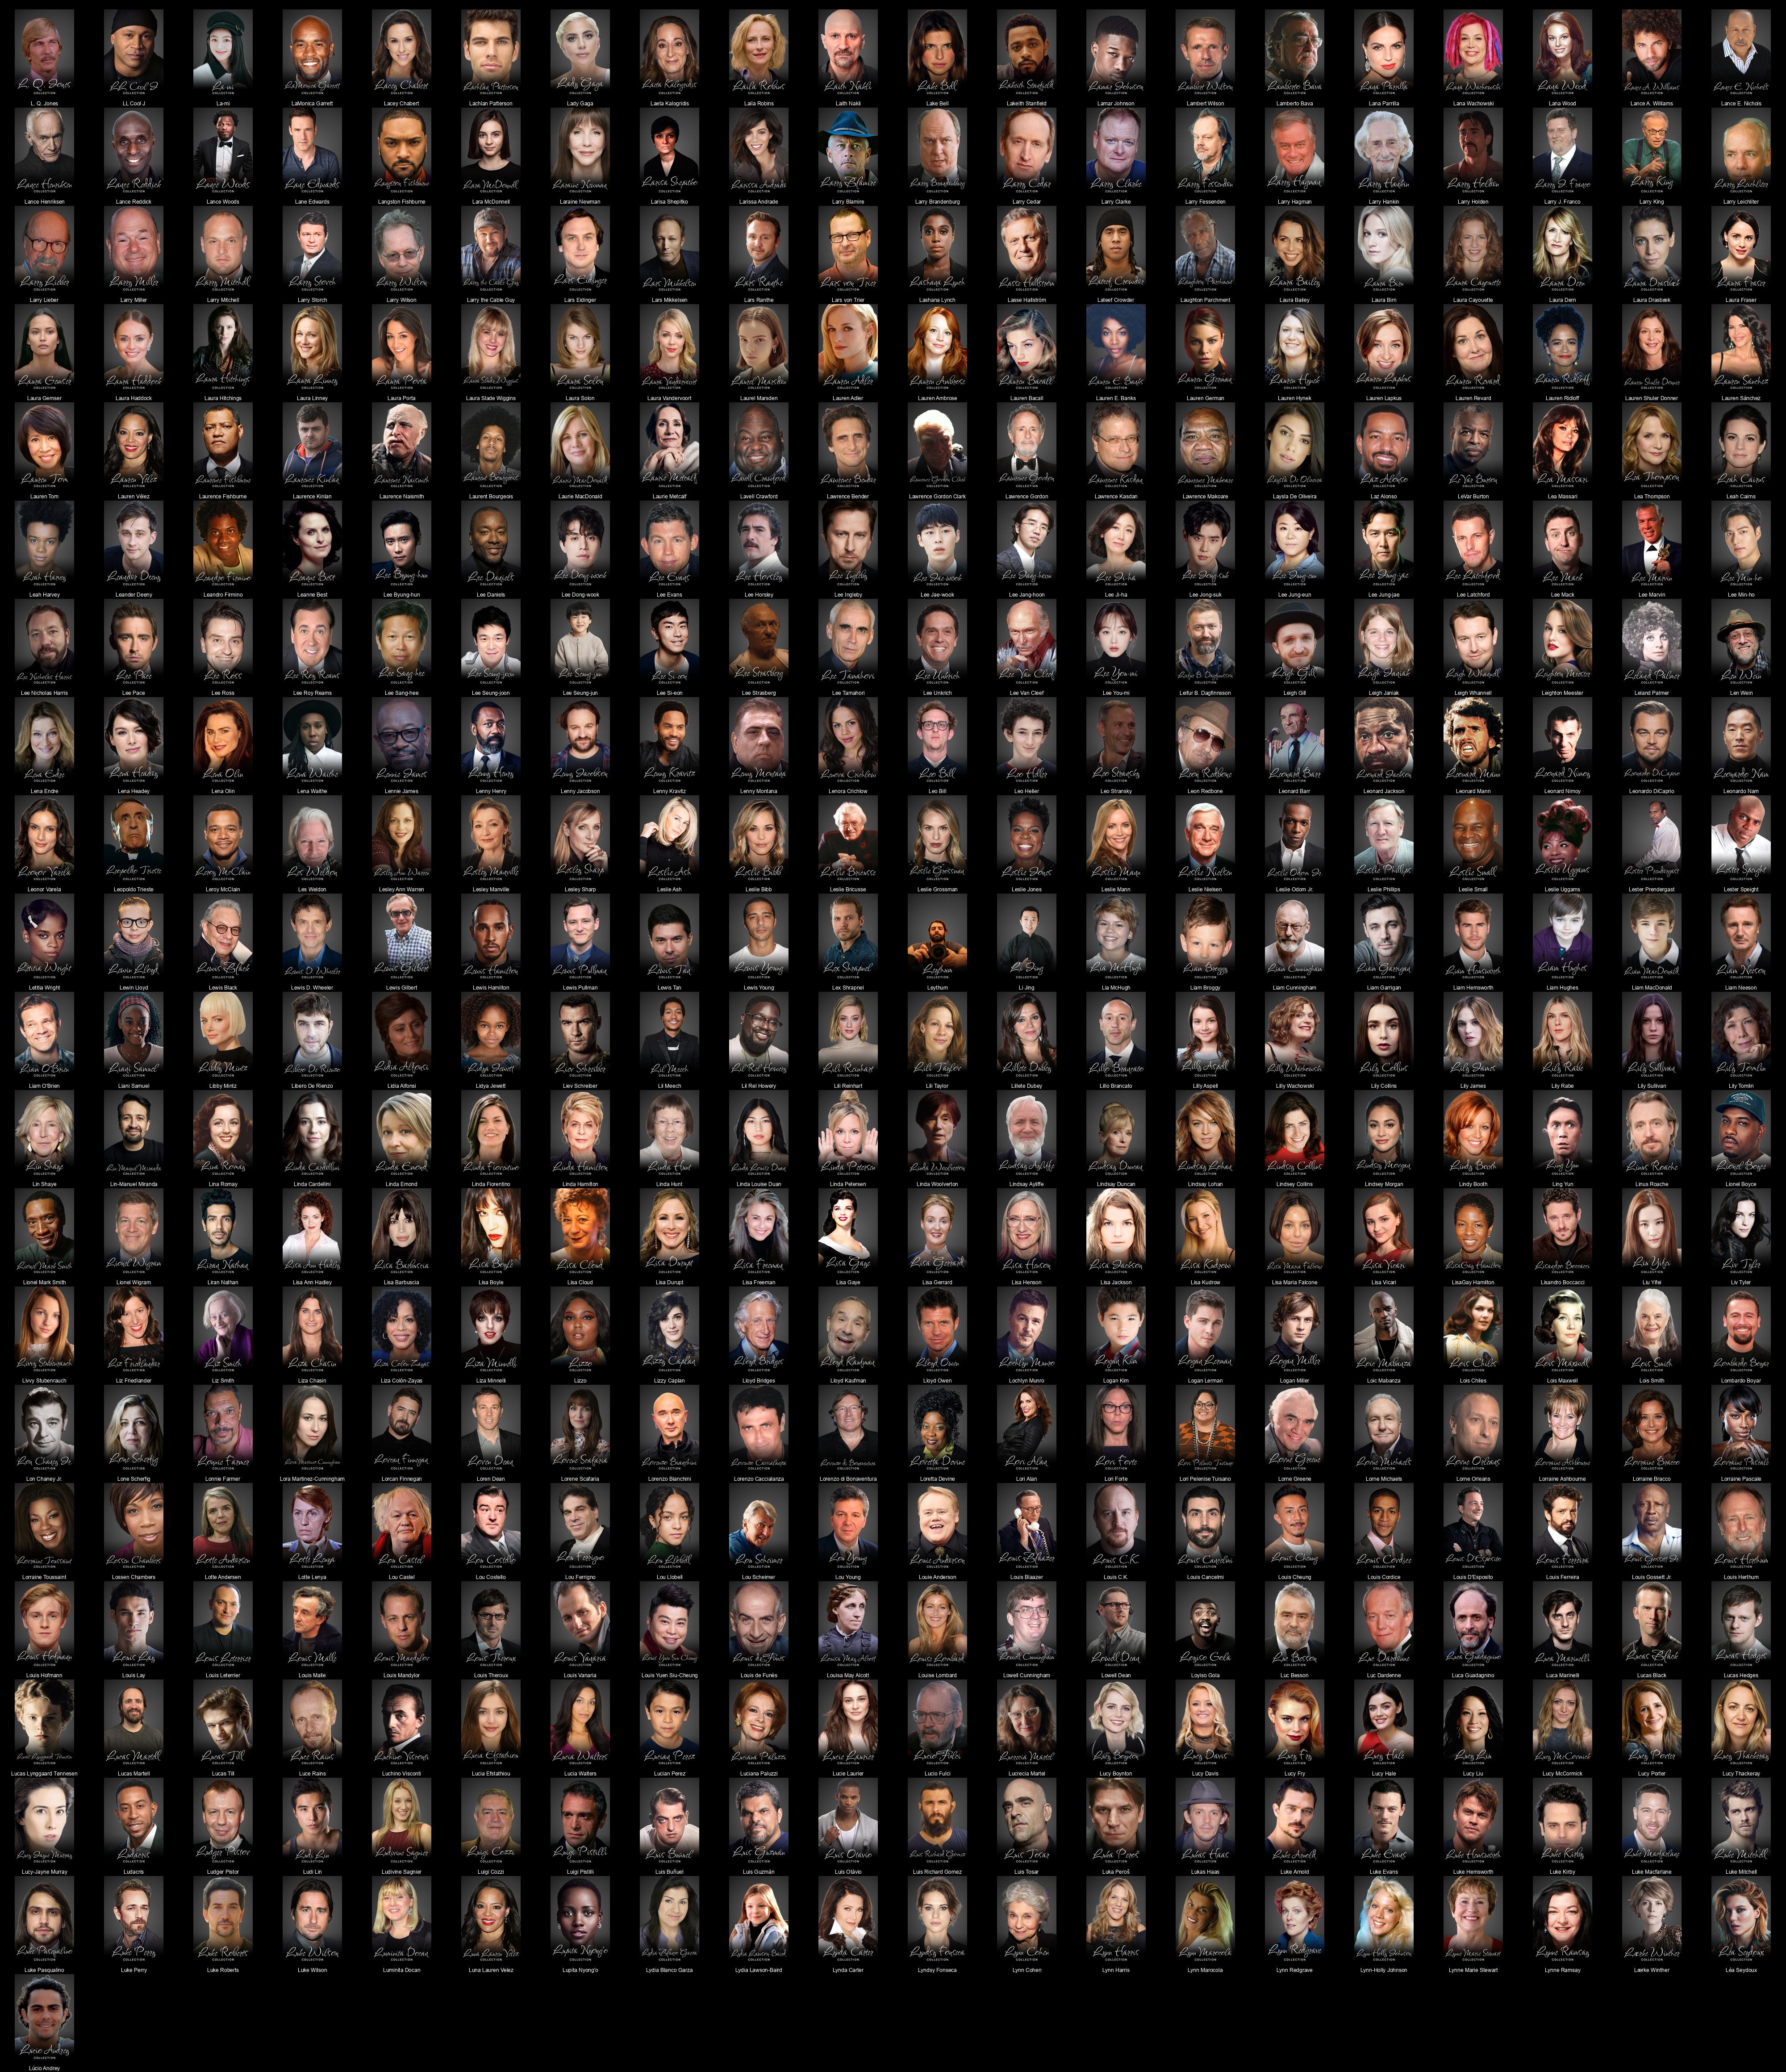 L. Q. Jones LL Cool J La-mi LaMonica Garrett Lacey Chabert Lachlan Patterson Lady Gaga Laeta Kalogridis Laila Robins Laith Nakli Lake Bell Lakeith Stanfield Lamar Johnson Lambert Wilson Lamberto Bava Lana Parrilla Lana Wachowski Lana Wood Lance A. Williams Lance E. Nichols
Lance Henriksen Lance Reddick Lance Woods Lane Edwards Langston Fishburne Lara McDonnell Laraine Newman Larisa Shepitko Larissa Andrade Larry Blamire Larry Brandenburg Larry Cedar Larry Clarke Larry Fessenden Larry Hagman Larry Hankin Larry Holden Larry J. Franco Larry King Larry Leichliter
Larry Lieber Larry Miller Larry Mitchell Larry Storch Larry Wilson Larry the Cable Guy Lars Eidinger Lars Mikkelsen Lars Ranthe Lars von Trier Lashana Lynch Lasse Hallström Lateef Crowder Laughton Parchment Laura Bailey Laura Birn Laura Cayouette Laura Dern Laura Drasbæk Laura Fraser
Laura Gemser Laura Haddock Laura Hitchings Laura Linney Laura Porta Laura Slade Wiggins Laura Solon Laura Vandervoort Laurel Marsden Lauren Adler Lauren Ambrose Lauren Bacall Lauren E. Banks Lauren German Lauren Hynek Lauren Lapkus Lauren Revard Lauren Ridloff Lauren Shuler Donner Lauren Sánchez
Lauren Tom Lauren Vélez Laurence Fishburne Laurence Kinlan Laurence Naismith Laurent Bourgeois Laurie MacDonald Laurie Metcalf Lavell Crawford Lawrence Bender Lawrence Gordon Clark Lawrence Gordon Lawrence Kasdan Lawrence Makoare Laysla De Oliveira Laz Alonso LeVar Burton Lea Massari Lea Thompson Leah Cairns
Leah Harvey Leander Deeny Leandro Firmino Leanne Best Lee Byung-hun Lee Daniels Lee Dong-wook Lee Evans Lee Horsley Lee Ingleby Lee Jae-wook Lee Jang-hoon Lee Ji-ha Lee Jong-suk Lee Jung-eun Lee Jung-jae Lee Latchford Lee Mack Lee Marvin Lee Min-ho
Lee Nicholas Harris Lee Pace Lee Ross Lee Roy Reams Lee Sang-hee Lee Seung-joon Lee Seung-jun Lee Si-eon Lee Strasberg Lee Tamahori Lee Unkrich Lee Van Cleef Lee You-mi Leifur B. Dagfinnsson Leigh Gill Leigh Janiak Leigh Whannell Leighton Meester Leland Palmer Len Wein
Lena Endre Lena Headey Lena Olin Lena Waithe Lennie James Lenny Henry Lenny Jacobson Lenny Kravitz Lenny Montana Lenora Crichlow Leo Bill Leo Heller Leo Stransky Leon Redbone Leonard Barr Leonard Jackson Leonard Mann Leonard Nimoy Leonardo DiCaprio Leonardo Nam
Leonor Varela Leopoldo Trieste Leroy McClain Les Weldon Lesley Ann Warren Lesley Manville Lesley Sharp Leslie Ash Leslie Bibb Leslie Bricusse Leslie Grossman Leslie Jones Leslie Mann Leslie Nielsen Leslie Odom Jr. Leslie Phillips Leslie Small Leslie Uggams Lester Prendergast Lester Speight
Letitia Wright Lewin Lloyd Lewis Black Lewis D. Wheeler Lewis Gilbert Lewis Hamilton Lewis Pullman Lewis Tan Lewis Young Lex Shrapnel Leythum Li Jing Lia McHugh Liam Broggy Liam Cunningham Liam Garrigan Liam Hemsworth Liam Hughes Liam MacDonald Liam Neeson
Liam O'Brien Liani Samuel Libby Mintz Libero De Rienzo Lidia Alfonsi Lidya Jewett Liev Schreiber Lil Meech Lil Rel Howery Lili Reinhart Lili Taylor Lillete Dubey Lillo Brancato Lilly Aspell Lilly Wachowski Lily Collins Lily James Lily Rabe Lily Sullivan Lily Tomlin
Lin Shaye Lin-Manuel Miranda Lina Romay Linda Cardellini Linda Emond Linda Fiorentino Linda Hamilton Linda Hunt Linda Louise Duan Linda Petersen Linda Woolverton Lindsay Ayliffe Lindsay Duncan Lindsay Lohan Lindsey Collins Lindsey Morgan Lindy Booth Ling Yun Linus Roache Lionel Boyce
Lionel Mark Smith Lionel Wigram Liran Nathan Lisa Ann Hadley Lisa Barbuscia Lisa Boyle Lisa Cloud Lisa Durupt Lisa Freeman Lisa Gaye Lisa Gerrard Lisa Henson Lisa Jackson Lisa Kudrow Lisa Maria Falcone Lisa Vicari LisaGay Hamilton Lisandro Boccacci Liu Yifei Liv Tyler
Livvy Stubenrauch Liz Friedlander Liz Smith Liza Chasin Liza Colón-Zayas Liza Minnelli Lizzo Lizzy Caplan Lloyd Bridges Lloyd Kaufman Lloyd Owen Lochlyn Munro Logan Kim Logan Lerman Logan Miller Loic Mabanza Lois Chiles Lois Maxwell Lois Smith Lombardo Boyar
Lon Chaney Jr. Lone Scherfig Lonnie Farmer Lora Martinez-Cunningham Lorcan Finnegan Loren Dean Lorene Scafaria Lorenzo Bianchini Lorenzo Caccialanza Lorenzo di Bonaventura Loretta Devine Lori Alan Lori Forte Lori Pelenise Tuisano Lorne Greene Lorne Michaels Lorne Orleans Lorraine Ashbourne Lorraine Bracco Lorraine Pascale
Lorraine Toussaint Lossen Chambers Lotte Andersen Lotte Lenya Lou Castel Lou Costello Lou Ferrigno Lou Llobell Lou Scheimer Lou Young Louie Anderson Louis Blaazer Louis C.K. Louis Cancelmi Louis Cheung Louis Cordice Louis D'Esposito Louis Ferreira Louis Gossett Jr. Louis Herthum
Louis Hofmann Louis Lay Louis Leterrier Louis Malle Louis Mandylor Louis Theroux Louis Vanaria Louis Yuen Siu-Cheung Louis de Funès Louisa May Alcott Louise Lombard Lowell Cunningham Lowell Dean Loyiso Gola Luc Besson Luc Dardenne Luca Guadagnino Luca Marinelli Lucas Black Lucas Hedges
Lucas Lynggaard Tønnesen Lucas Martell Lucas Till Luce Rains Luchino Visconti Lucia Efstathiou Lucia Walters Lucian Perez Luciana Paluzzi Lucie Laurier Lucio Fulci Lucrecia Martel Lucy Boynton Lucy Davis Lucy Fry Lucy Hale Lucy Liu Lucy McCormick Lucy Porter Lucy Thackeray
Lucy-Jayne Murray Ludacris Ludger Pistor Ludi Lin Ludivine Sagnier Luigi Cozzi Luigi Pistilli Luis Buñuel Luis Guzmán Luis Otávio Luis Richard Gomez Luis Tosar Luka Peroš Lukas Haas Luke Arnold Luke Evans Luke Hemsworth Luke Kirby Luke Macfarlane Luke Mitchell
Luke Pasqualino Luke Perry Luke Roberts Luke Wilson Luminita Docan Luna Lauren Velez Lupita Nyong'o Lydia Blanco Garza Lydia Lawson-Baird Lynda Carter Lyndsy Fonseca Lynn Cohen Lynn Harris Lynn Marocola Lynn Redgrave Lynn-Holly Johnson Lynne Marie Stewart Lynne Ramsay Lærke Winther Léa Seydoux
Lúcio Andrey